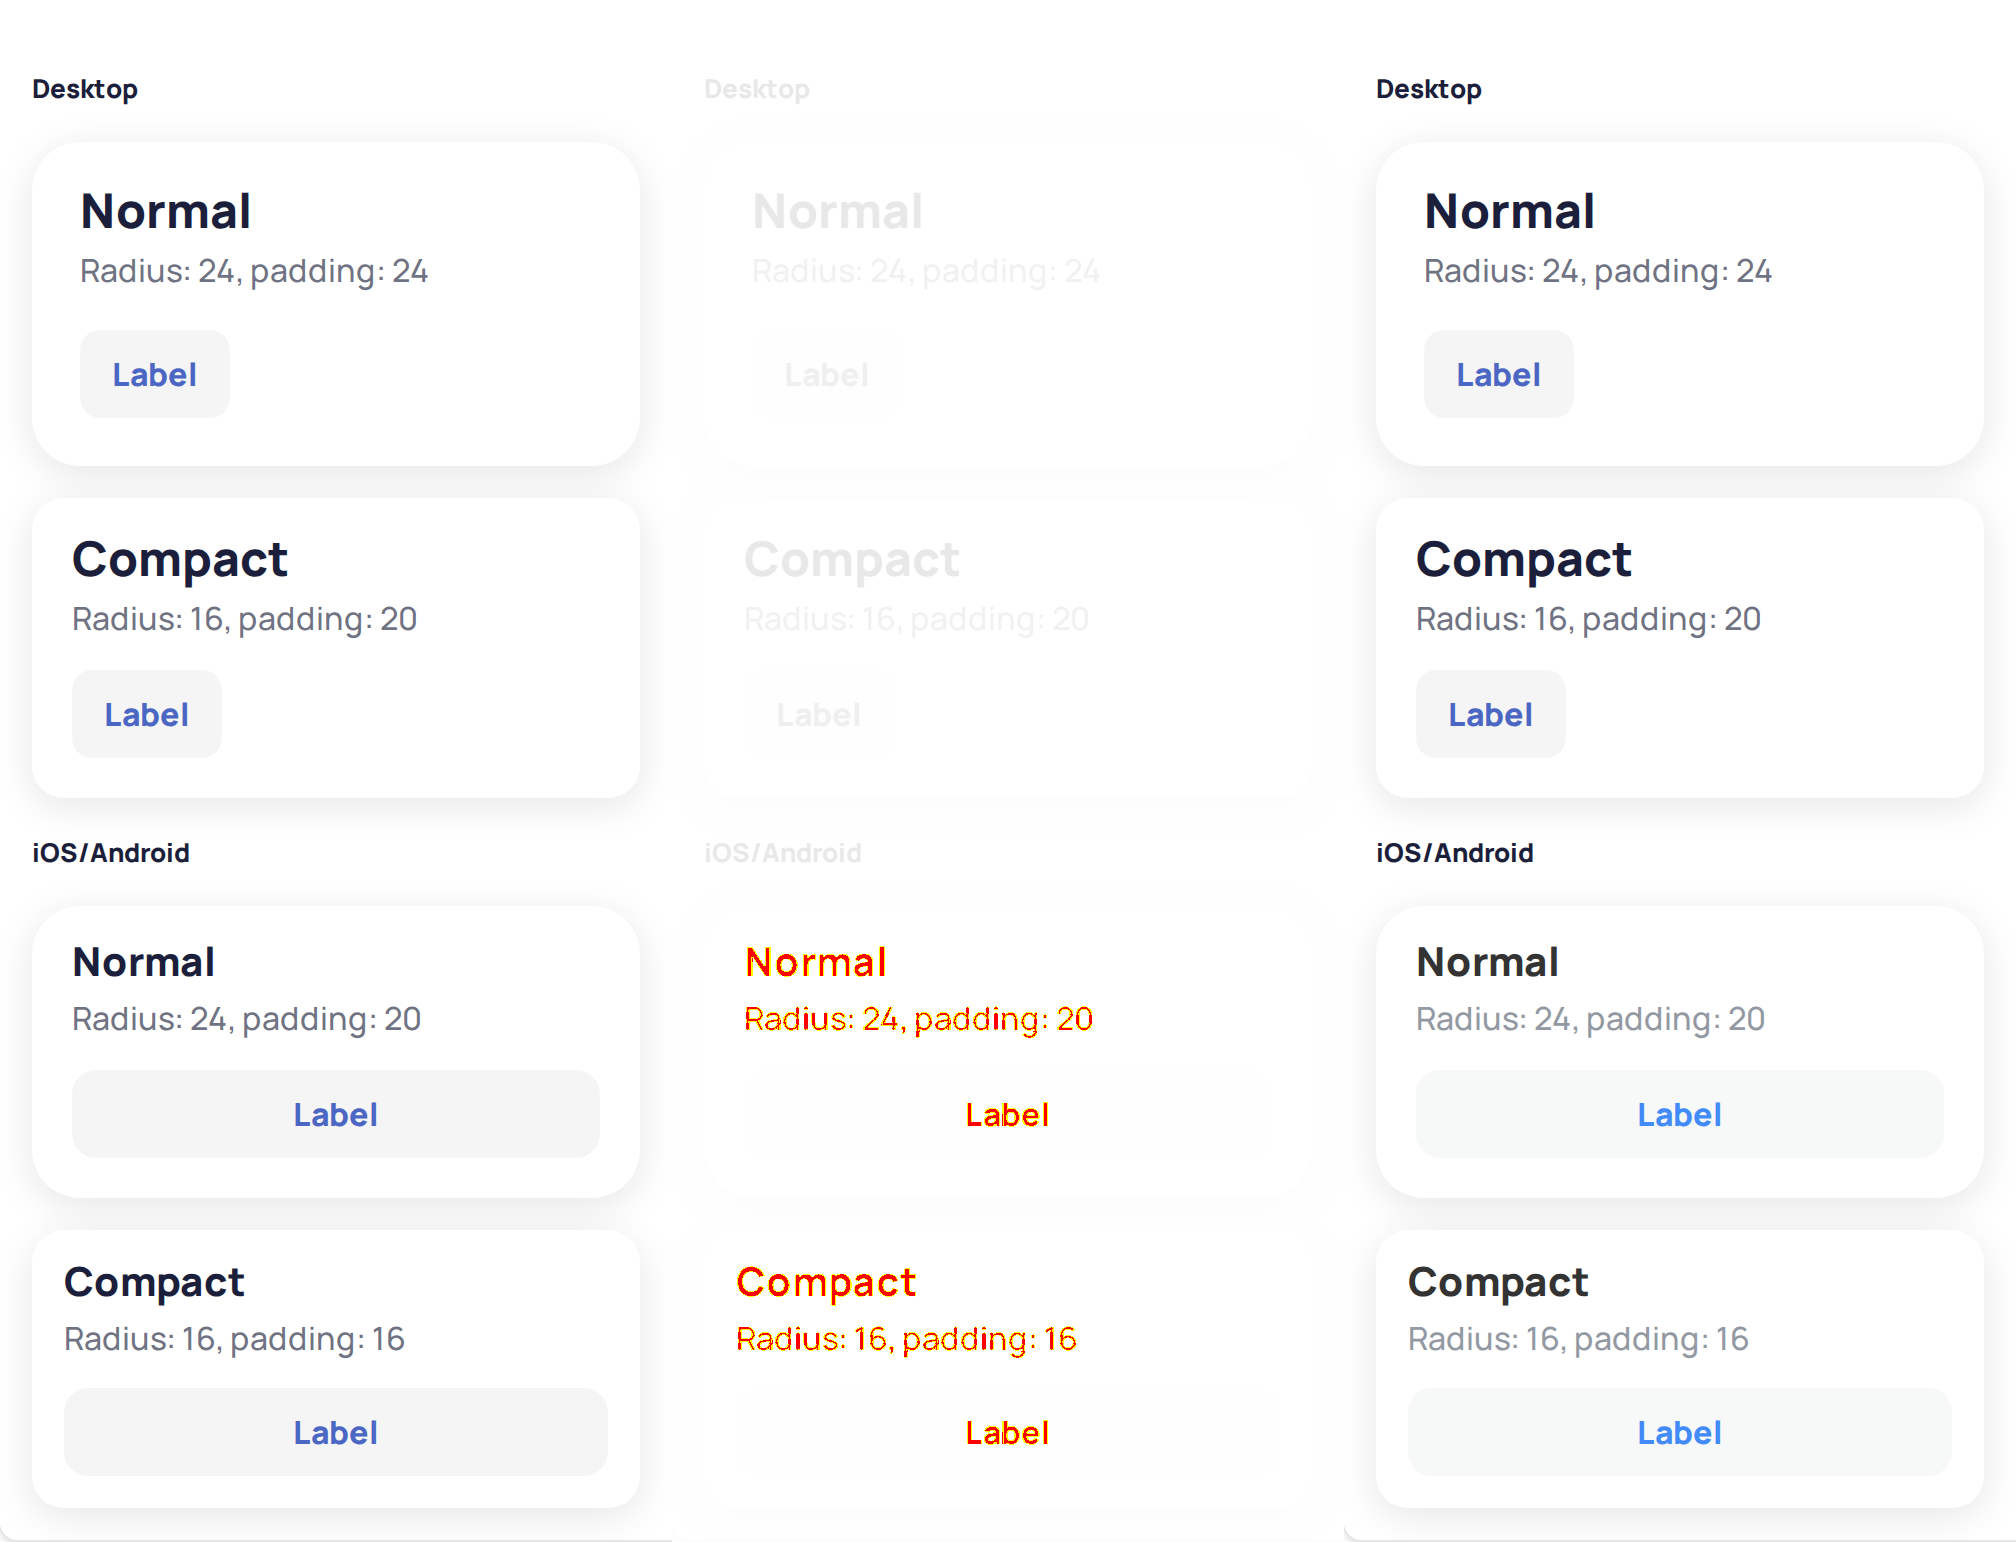 Desktop
Normal
Radius: 24, padding: 24
Label
Compact
Radius: 16, padding: 20
Label
iOS/Android
Normal
Radius: 24, padding: 20
Label
Compact
Radius: 16, padding: 16
Label
Desktop
Normal
Radius: 24, padding: 24
Label
Compact
Radius: 16, padding: 20
Label
iOS/Android
Normal
Radius: 24, padding: 20
Label
Compact
Radius: 16, padding: 16
Label
Desktop
Normal
Radius: 24, padding: 24
Label
Compact
Radius: 16, padding: 20
Label
iOS/Android
Normal
Radius: 24, padding: 20
Label
Compact
Radius: 16, padding: 16
Label